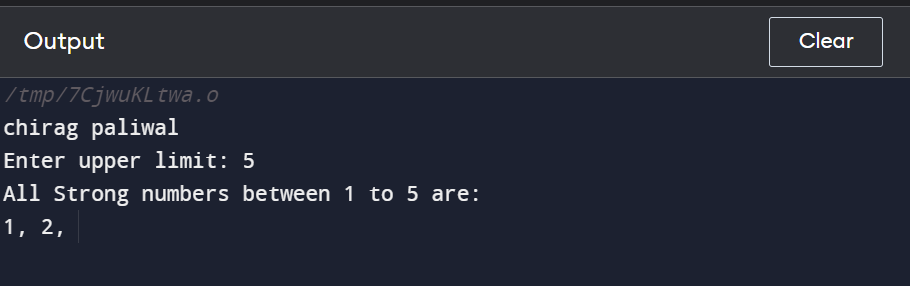 Output
Clear
/tmp/7CjwuKLtwa.o
chirag paliwal
Enter upper limit: 5
All Strong numbers between 1 to 5 are:
1, 2,